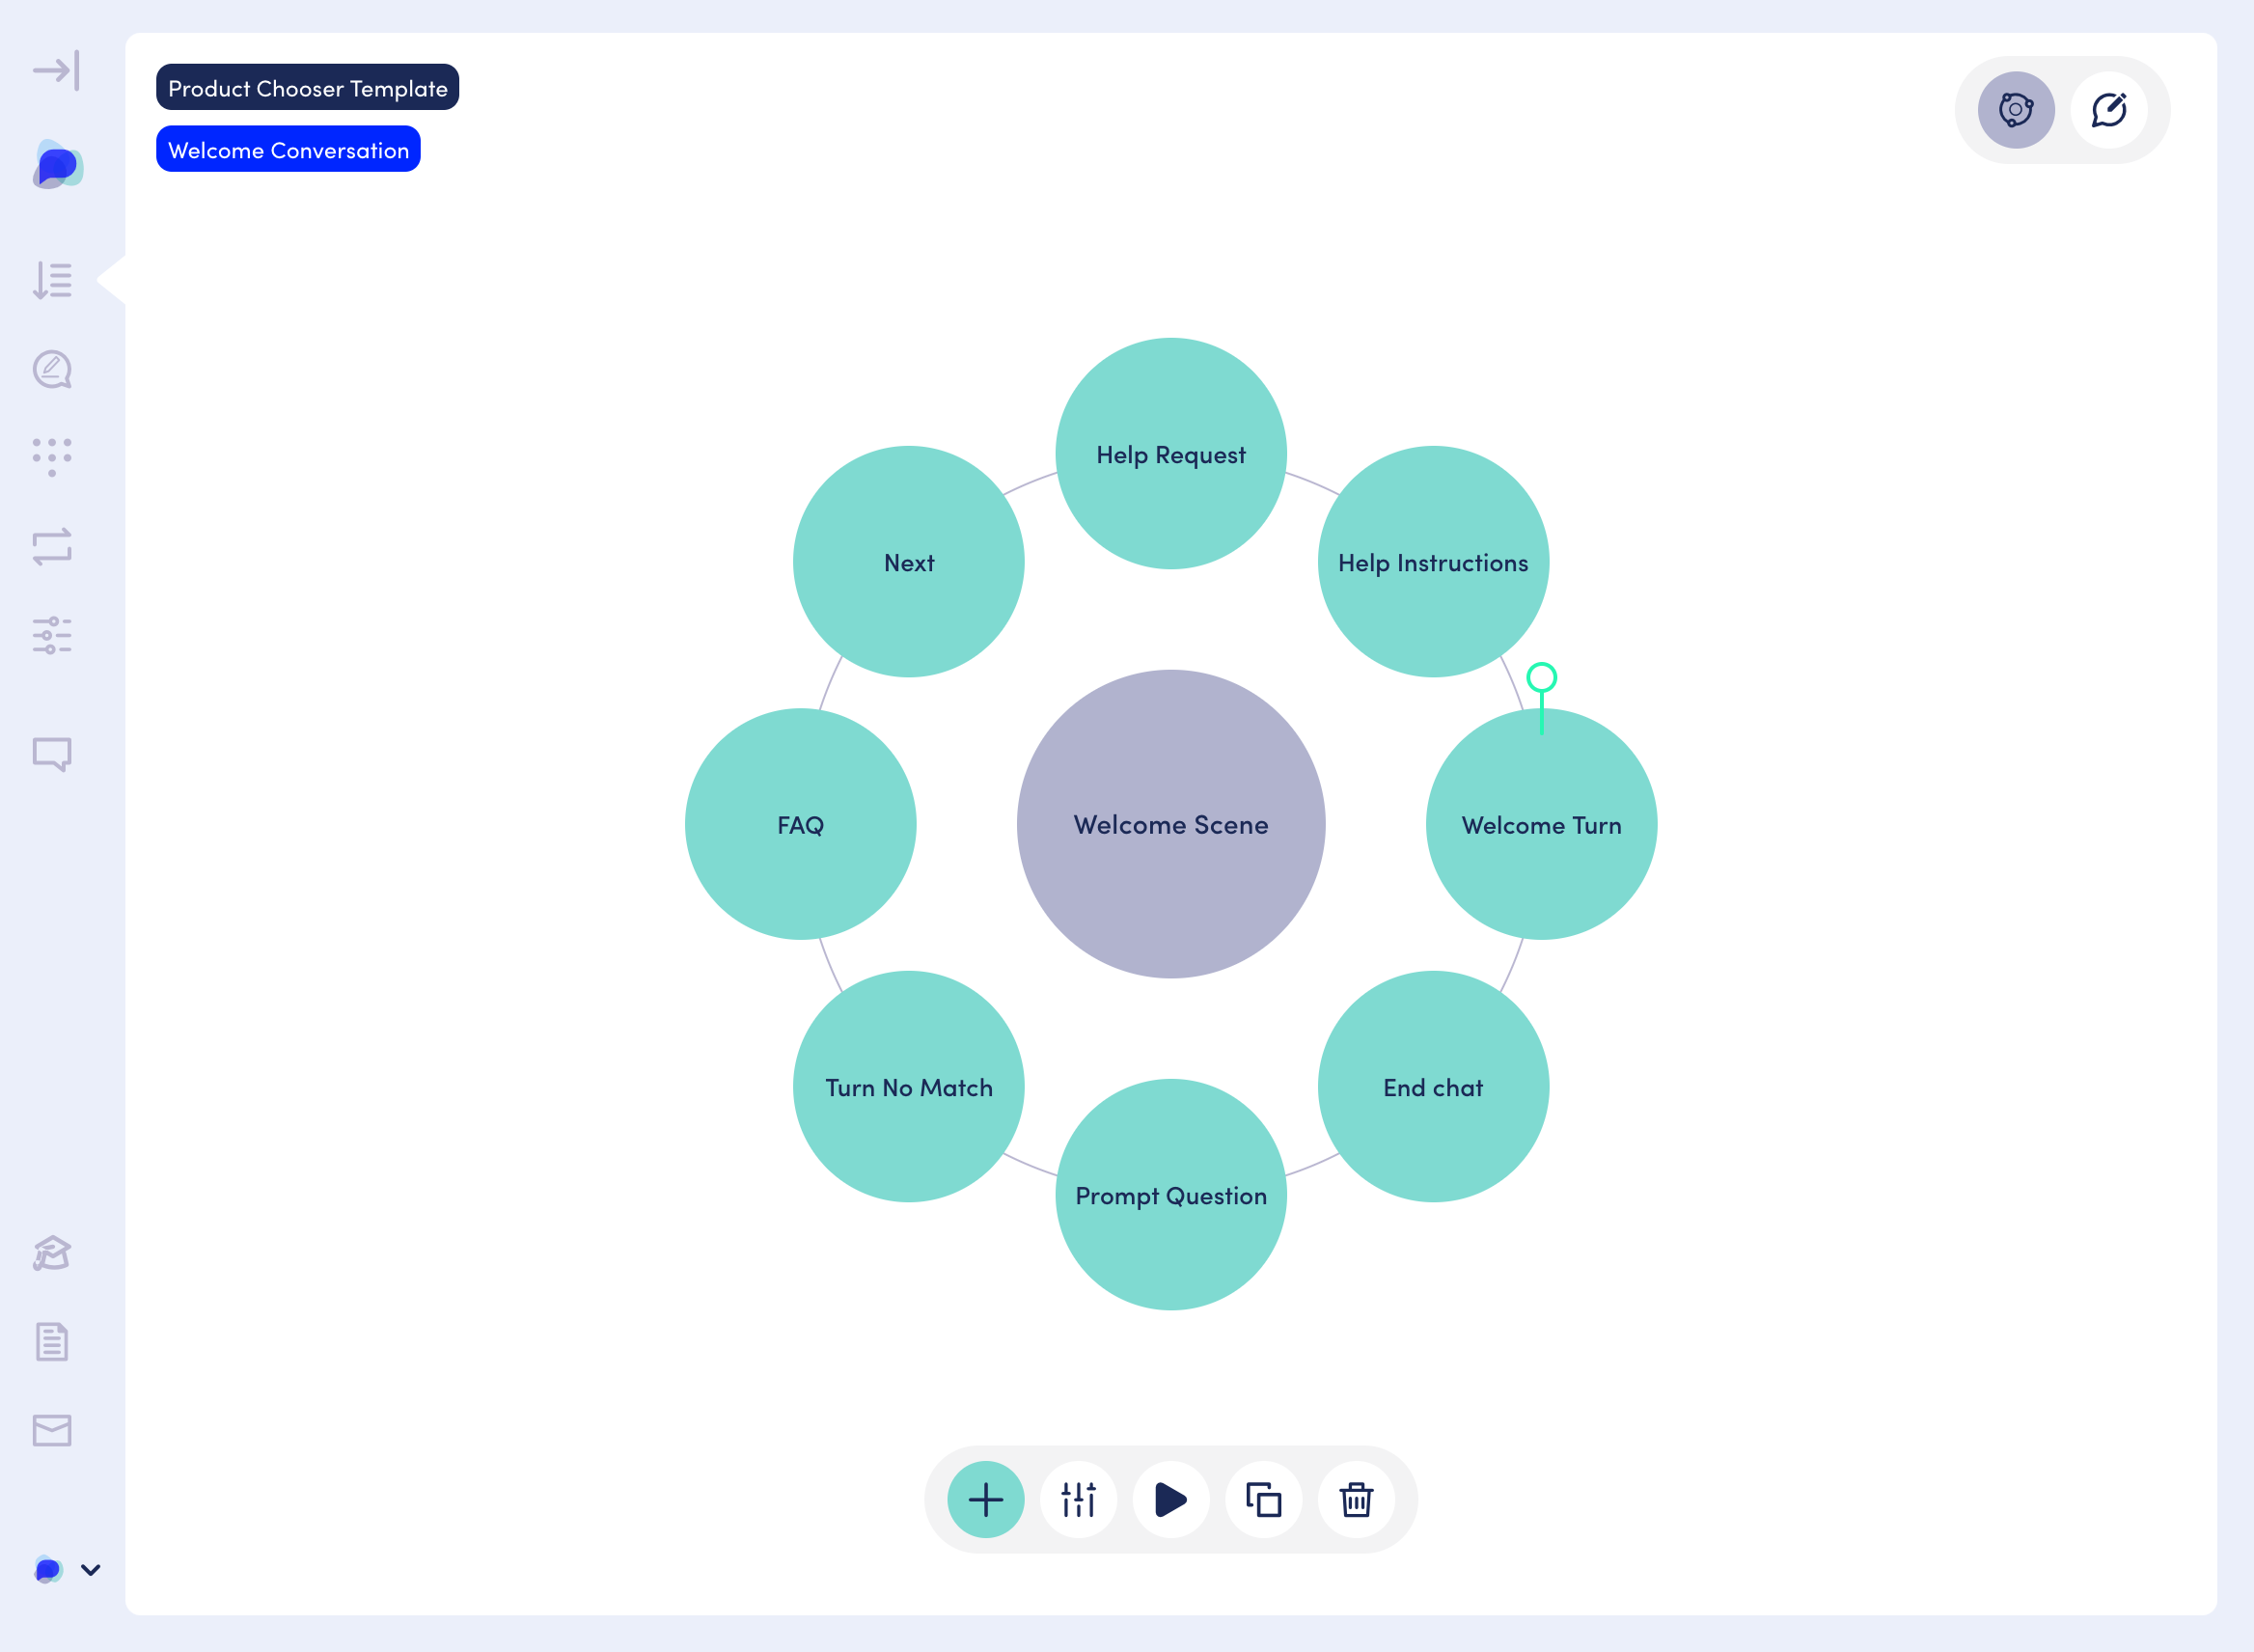 Product Chooser Template
Welcome Conversation
Help Request
Next
Help Instructions
FAQ
Welcome Scene
Welcome Turn
Turn No Match
End chat
Prompt Question